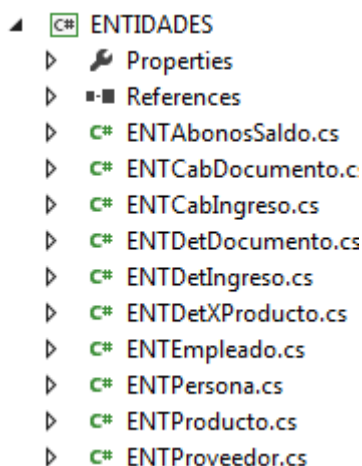 C# ENTIDADES
Properties
References
C# ENTAbonosSaldo.cs
C# ENTCabDocumento.cs
C# ENTCabIngreso.cs
C# ENTDetDocumento.cs
C# ENTDetIngreso.cs
C# ENTDetXProducto.cs
C# ENTEmpleado.cs
C# ENTPersona.cs
C# ENTProducto.cs
C# ENTProveedor.cs